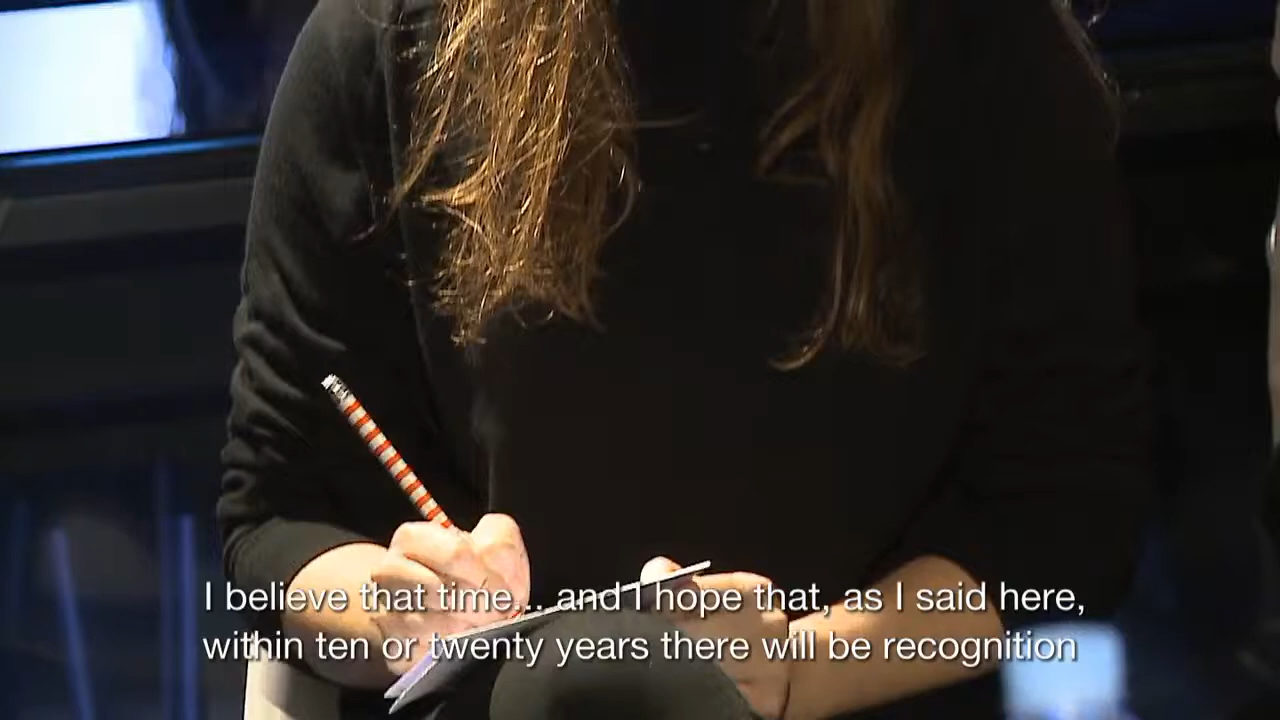 I believe that time... and I hope that, as I said here,
within ten or twenty years there will be recognition